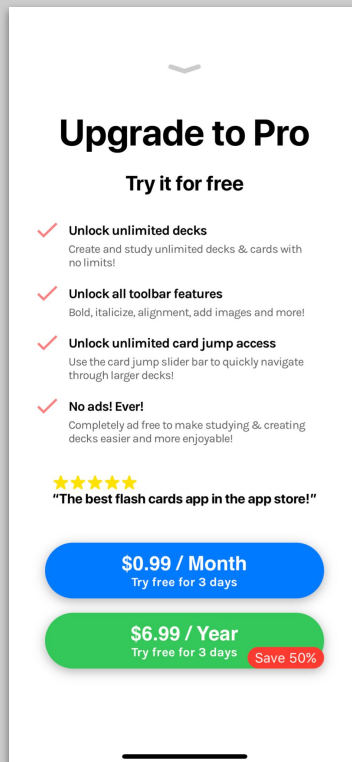 Upgrade to Pro
Try it for free
Unlock unlimited decks
Create and study unlimited decks & cards with
no limits!
Unlock all toolbar features
Bold, italicize, alignment, add images and more!
Unlock unlimited card jump access
Use the card jump slider bar to quickly navigate
through larger decks!
No ads! Ever!
Completely ad free to make studying & creating
decks easier and more enjoyable!
“The best flash cards app in the app store!”
$0.99 / Month
Try free for 3 days
$6.99 / Year
Try free for 3 days
Save 50%